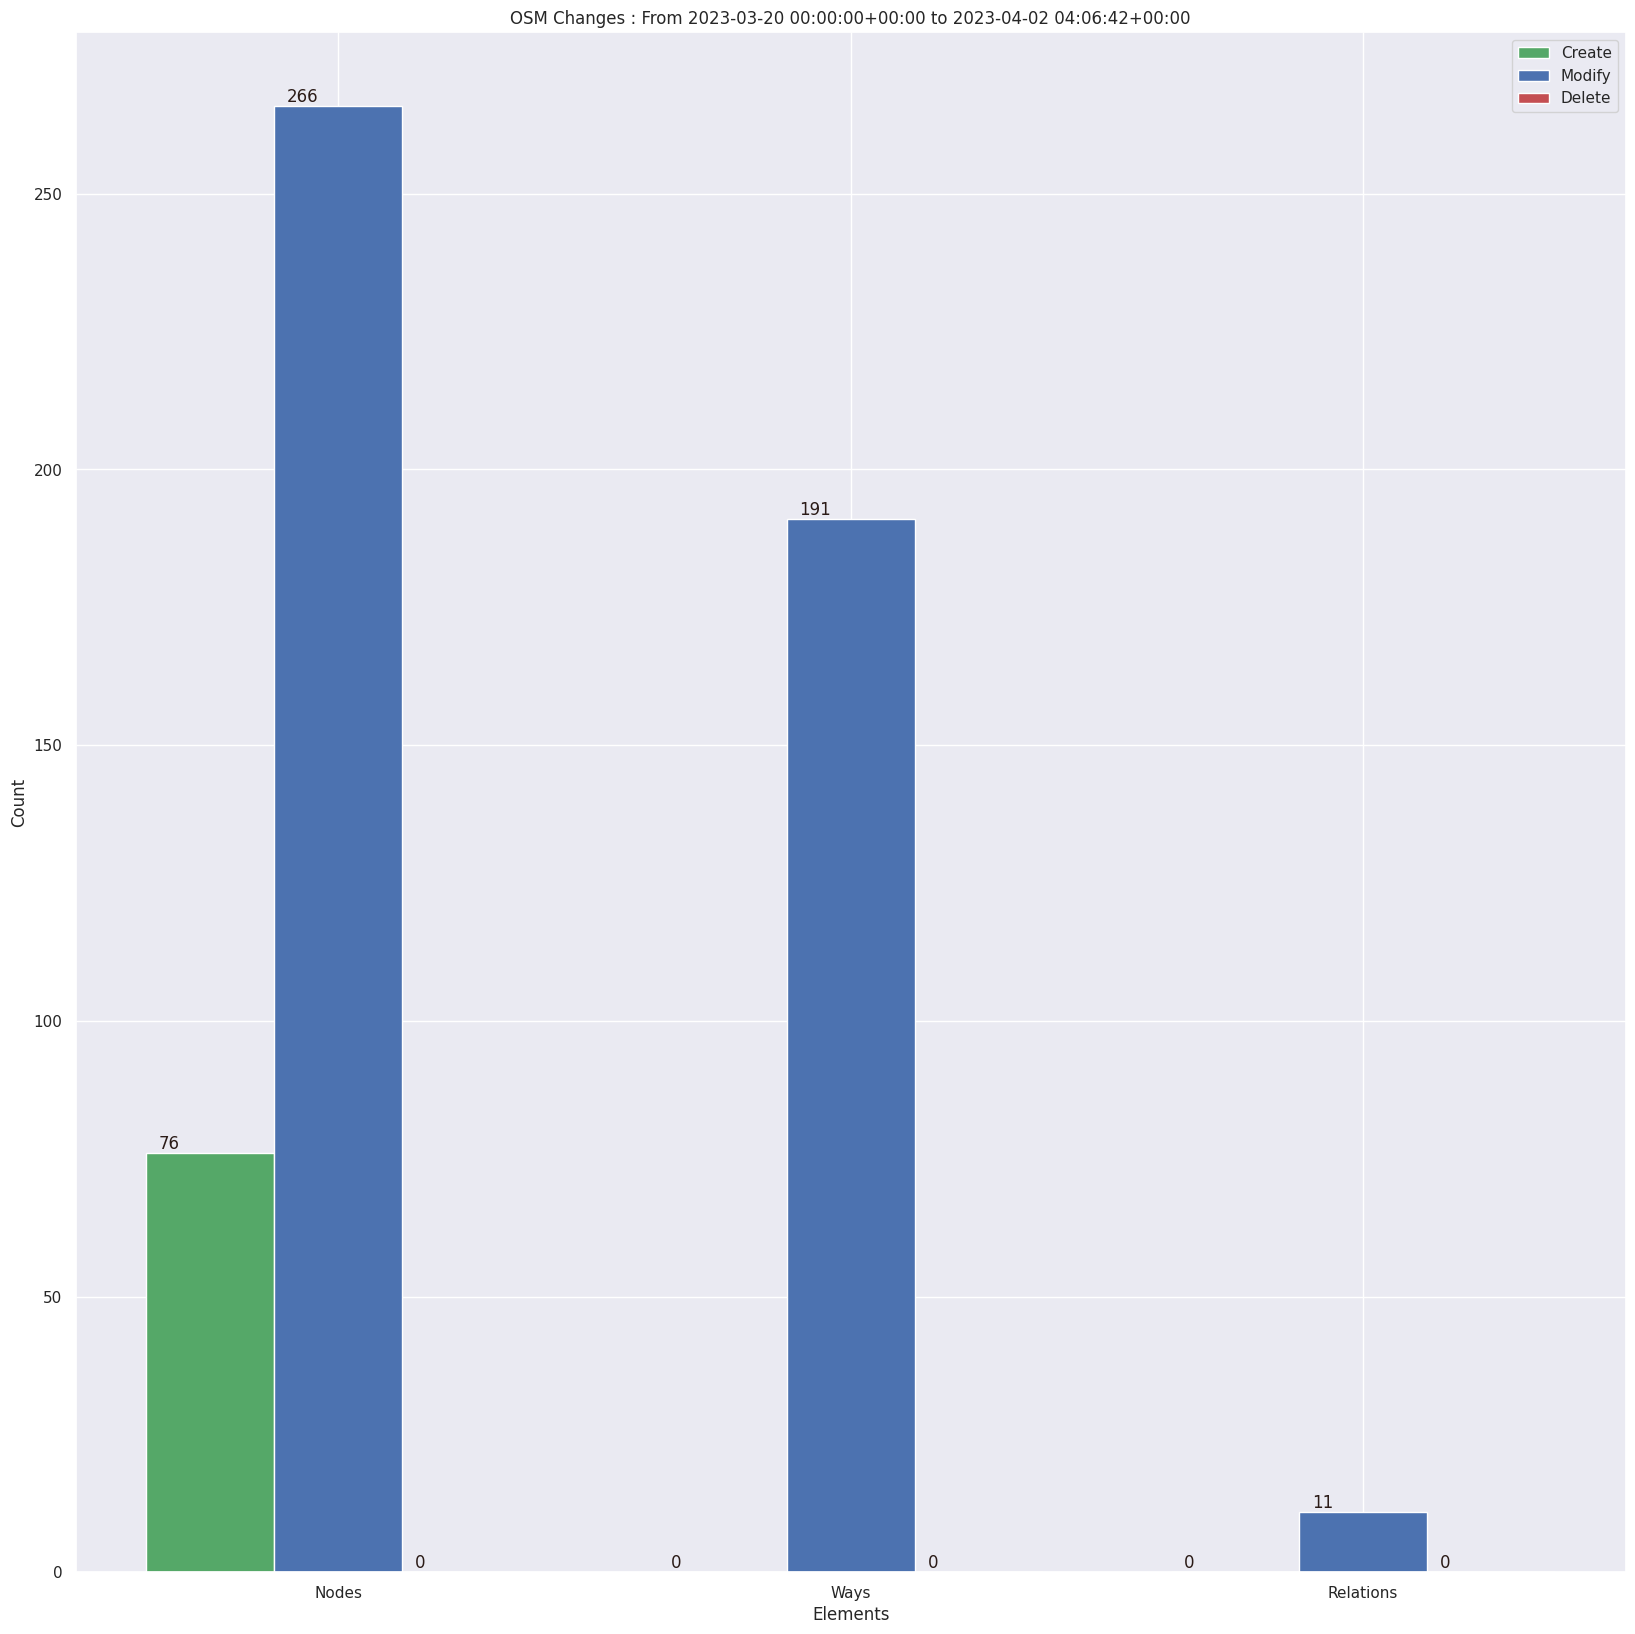 OSM Changes : From 2023-03-20 00:00:00+00:00 to 2023-04-02 04:06:42+00:00
Create
Modify
Delete
266
250
200
191
150
Count
100
76
50
11
0
0
0
0
0
0
Nodes
Ways
Relations
Elements